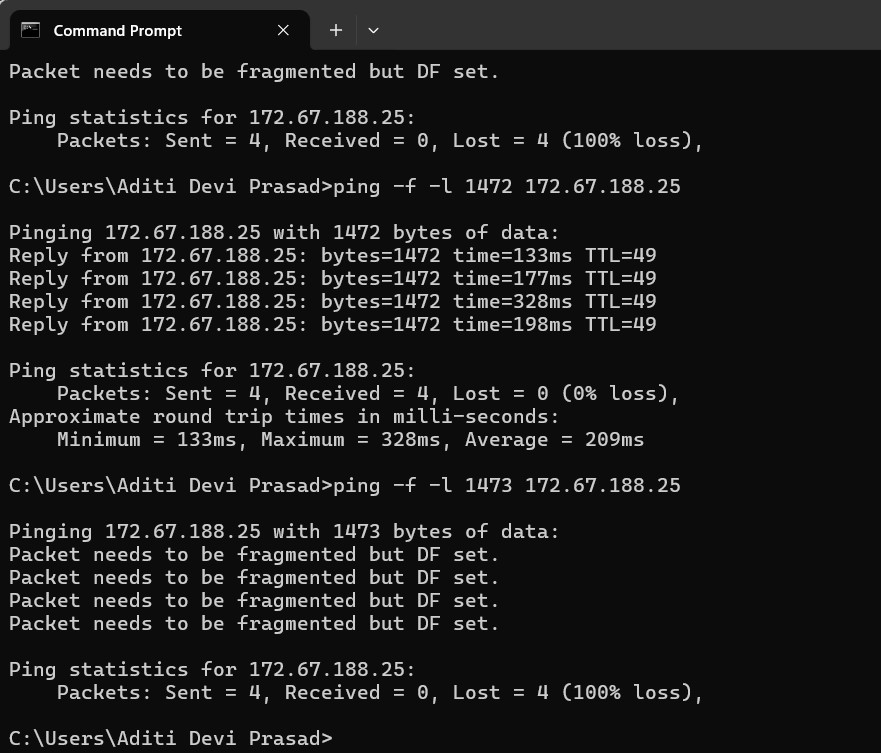 Command Prompt
Packet needs to be fragmented but DF set.
Ping statistics for 172.67.188.25:
    Packets: Sent = 4, Received = 0, Lost = 4 (100% loss),
C:\Users\Aditi Devi Prasad>ping -f -l 1472 172.67.188.25
Pinging 172.67.188.25 with 1472 bytes of data:
Reply from 172.67.188.25: bytes=1472 time=133ms TTL=49
Reply from 172.67.188.25: bytes=1472 time=177ms TTL=49
Reply from 172.67.188.25: bytes=1472 time=328ms TTL=49
Reply from 172.67.188.25: bytes=1472 time=198ms TTL=49
Ping statistics for 172.67.188.25:
    Packets: Sent = 4, Received = 4, Lost = 0 (0% loss),
Approximate round trip times in milli-seconds:
    Minimum = 133ms, Maximum = 328ms, Average = 209ms
C:\Users\Aditi Devi Prasad>ping -f -l 1473 172.67.188.25
Pinging 172.67.188.25 with 1473 bytes of data:
Packet needs to be fragmented but DF set.
Packet needs to be fragmented but DF set.
Packet needs to be fragmented but DF set.
Packet needs to be fragmented but DF set.
Ping statistics for 172.67.188.25:
    Packets: Sent = 4, Received = 0, Lost = 4 (100% loss),
C:\Users\Aditi Devi Prasad>